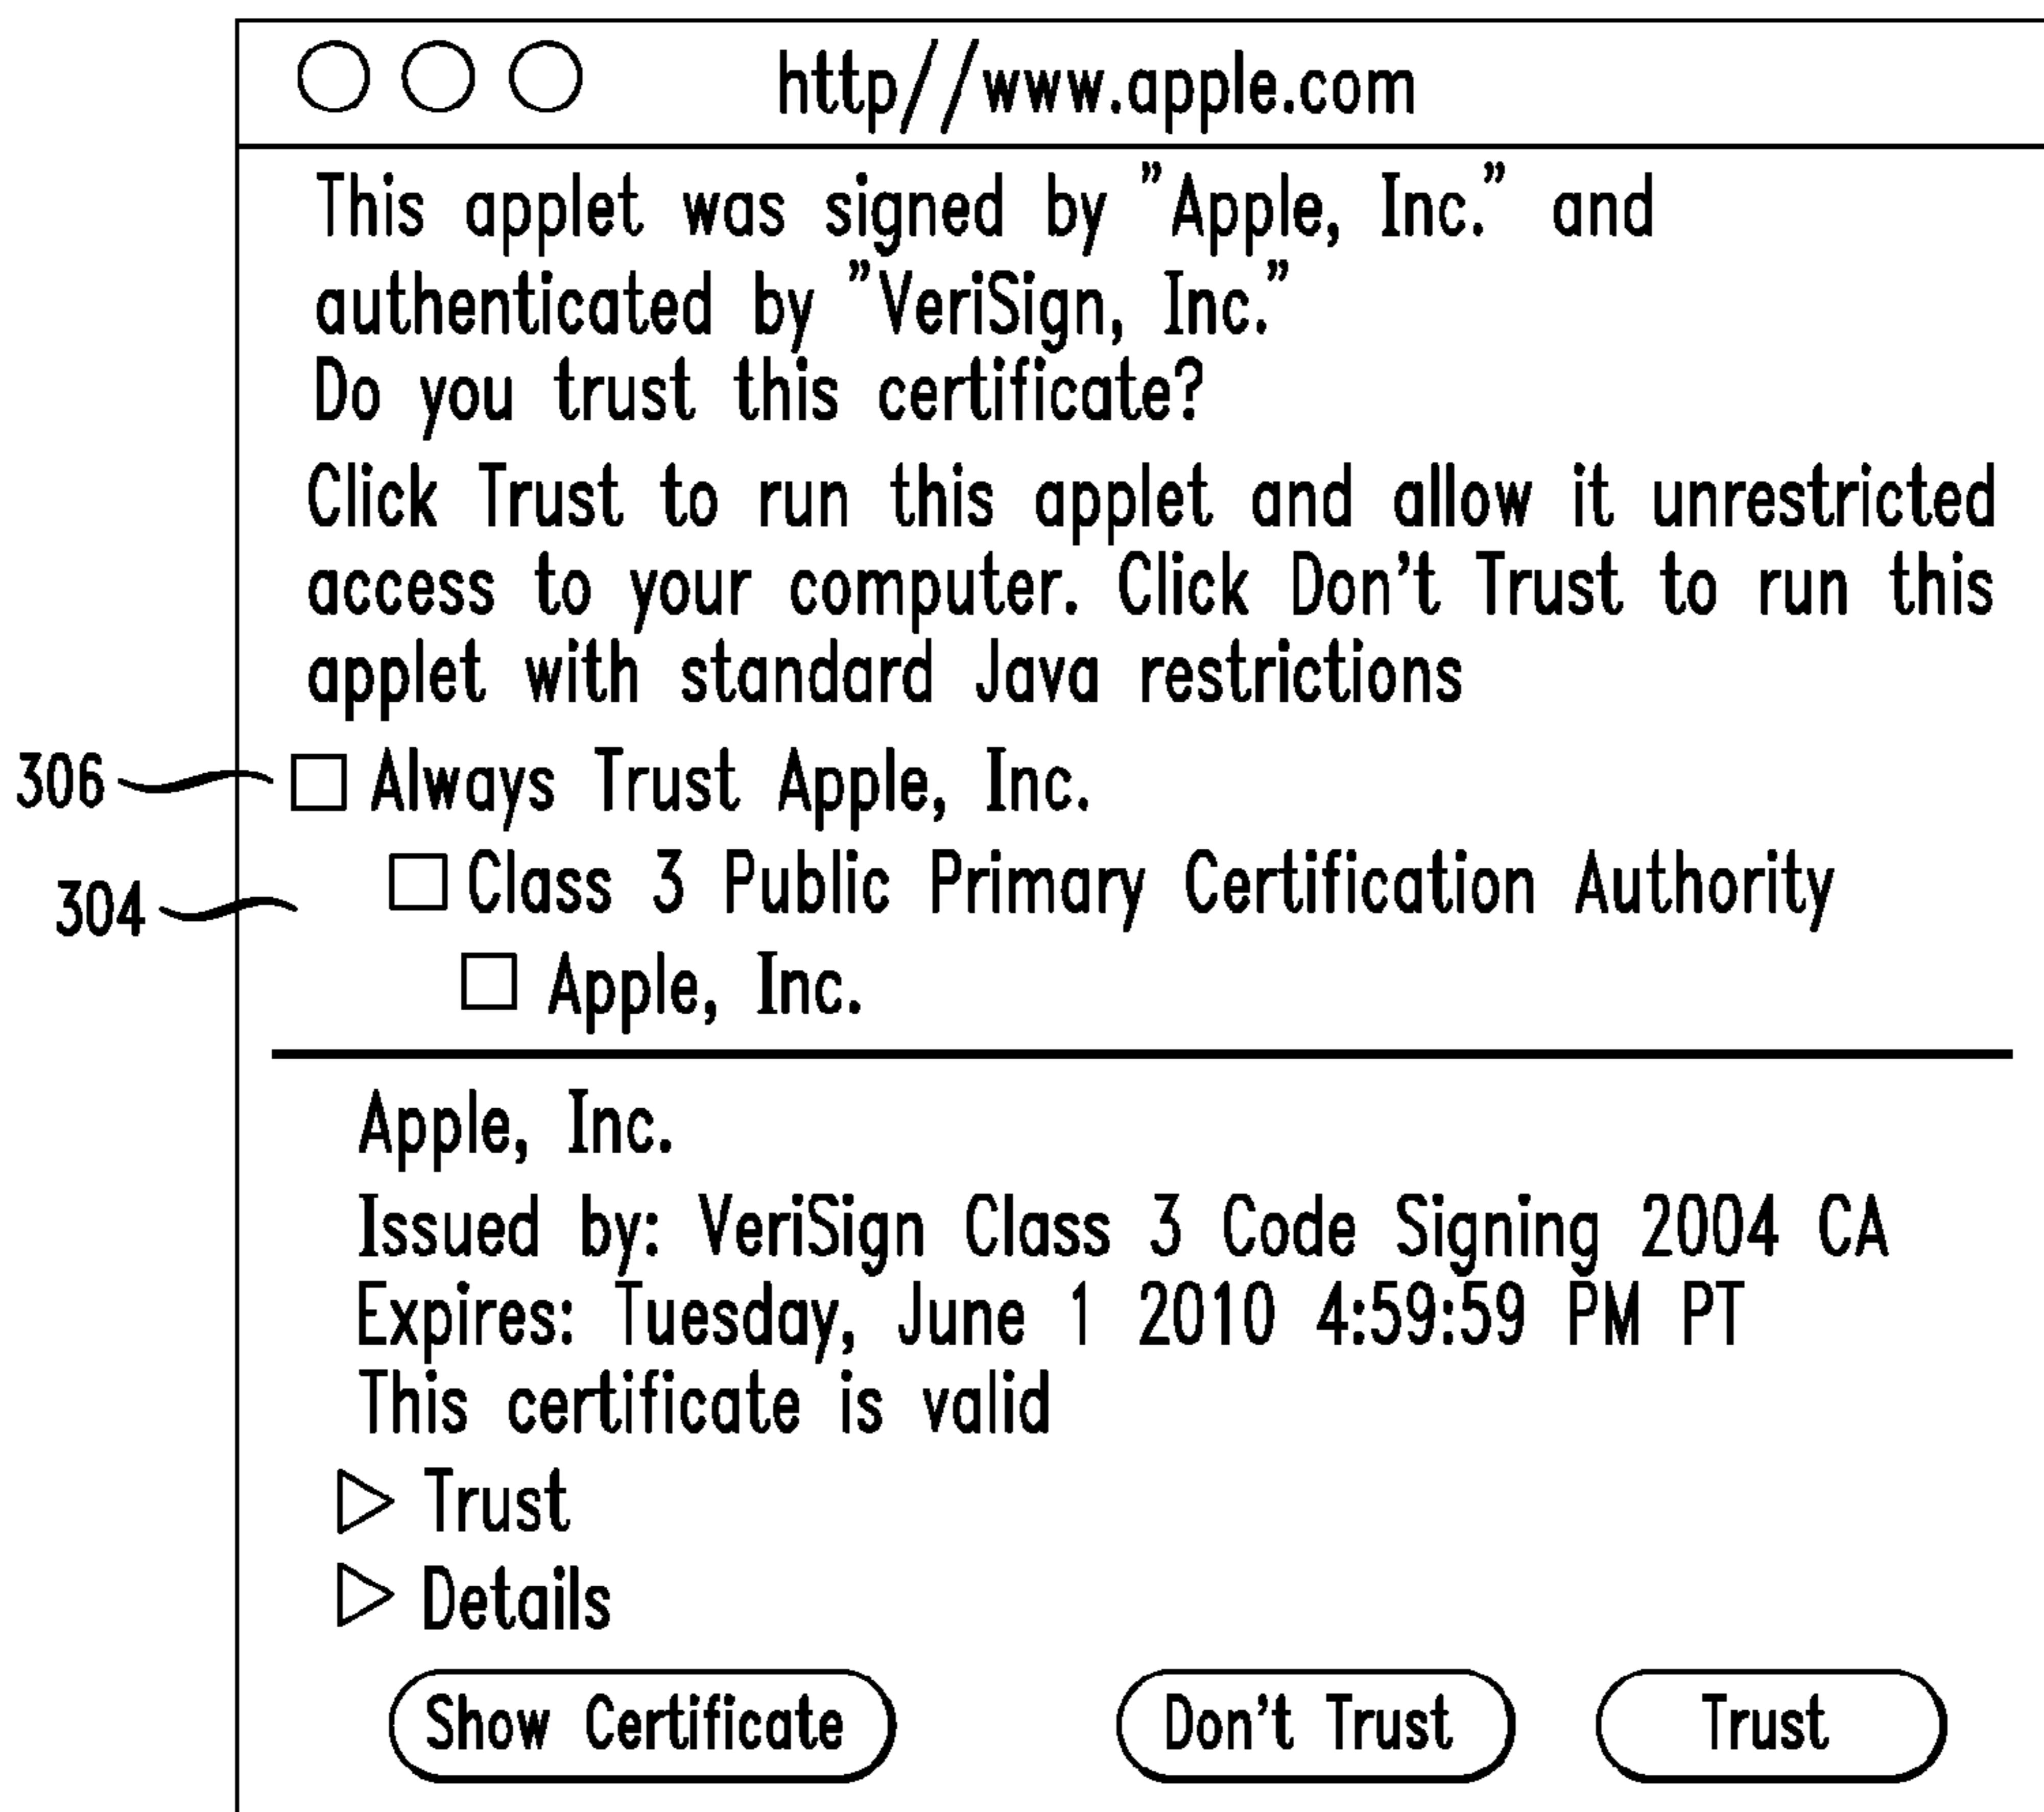 http//www.apple.com
This applet was signed by "Apple, Inc." and
authenticated by "VeriSign, Inc."
Do you trust this certificate?
Click Trust to run this applet and allow it unrestricted
access to your computer. Click Don't Trust to run this
applet with standard Java restrictions
306 Always Trust Apple, Inc.
304 Class 3 Public Primary Certification Authority
Apple, Inc.
Apple, Inc.
Issued by: VeriSign Class 3 Code Signing 2004 CA
Expires: Tuesday, June 1 2010 4:59:59 PM PT
This certificate is valid
Trust
Details
Show Certificate Don't Trust Trust